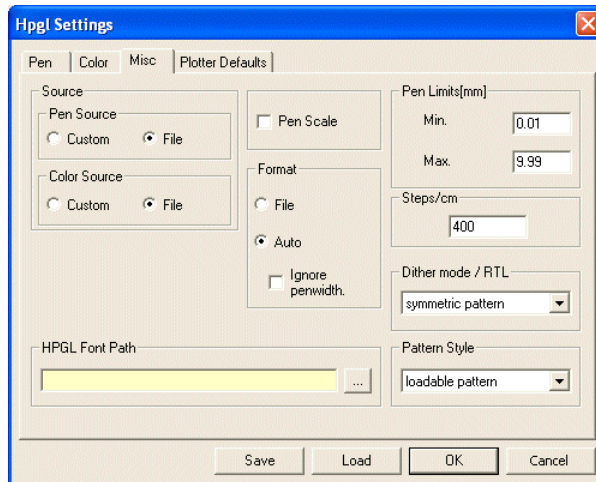 Hpgl Settings
Pen
Color
Misc
Plotter Defaults
Source
Pen Source
Custom
File
Color Source
Custom
File
Pen Scale
Format
File
Auto
Ignore
penwidth.
Pen Limits[mm]
Min.
0.01
Max.
9.99
Steps/cm
400
Dither mode / RTL
symmetric pattern
HPGL Font Path
...
Pattern Style
loadable pattern
Save
Load
OK
Cancel